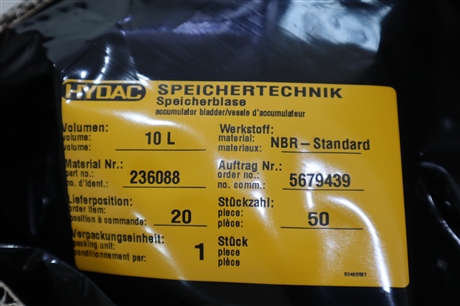 HYDAC SPEICHERTECHNIK
Speicherblase
accumulator bladder/vessie d'accumulateur
Volumen: 10 L Werkstoff: NBR-Standard
volume: material:
volume: materiaux:
Material Nr.: 236088 Auftrag Nr.: 5679439
part no.: order no.:
no. d'ident.: no. comm.:
Lieferposition: 20 Stückzahl: 50
order item: piece:
position à commande: pièce:
Verpackungseinheit: 1 Stück
packing unit: piece
conditionnement par: pièce